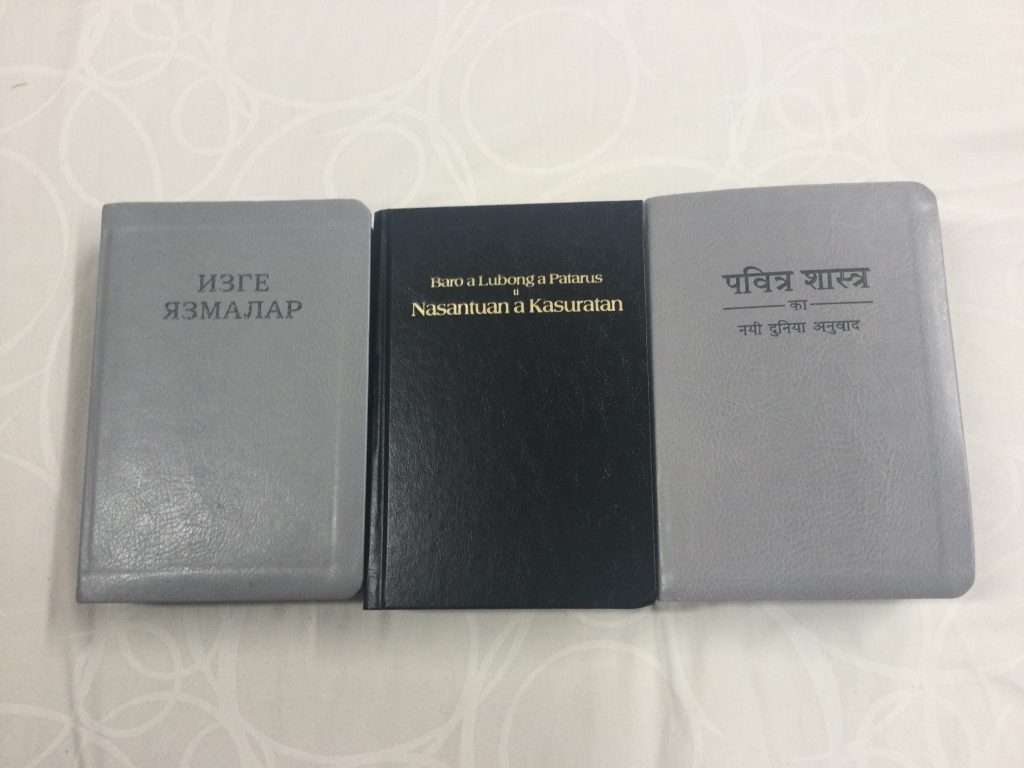 ИЗГЕ
ЯЗМАЛАР
Baro a Lubong a Patarus
ti
Nasantuan a Kasuratan
पवित्र शास्त्र
का
नयी दुनिया अनुवाद